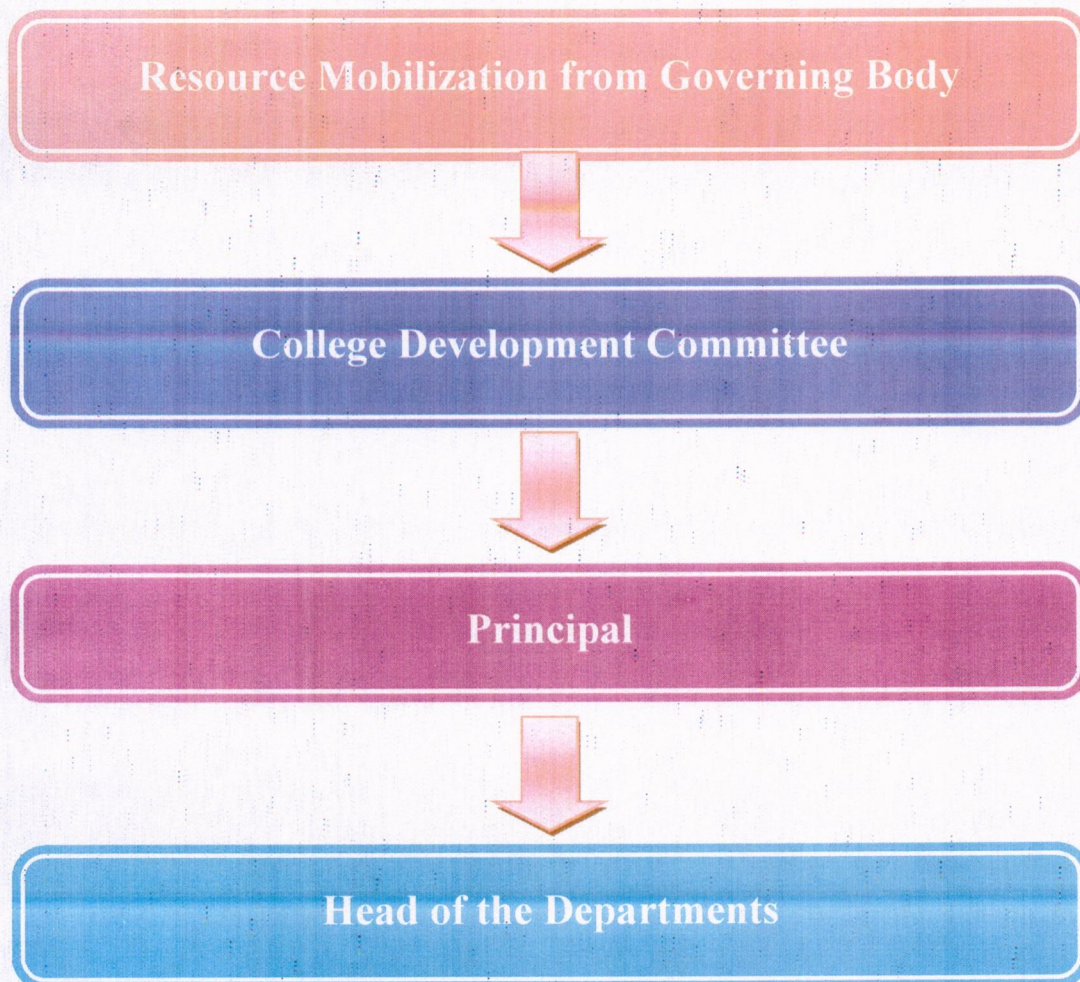 Resource Mobilization from Governing Body
College Development Committee
Principal
Head of the Departments